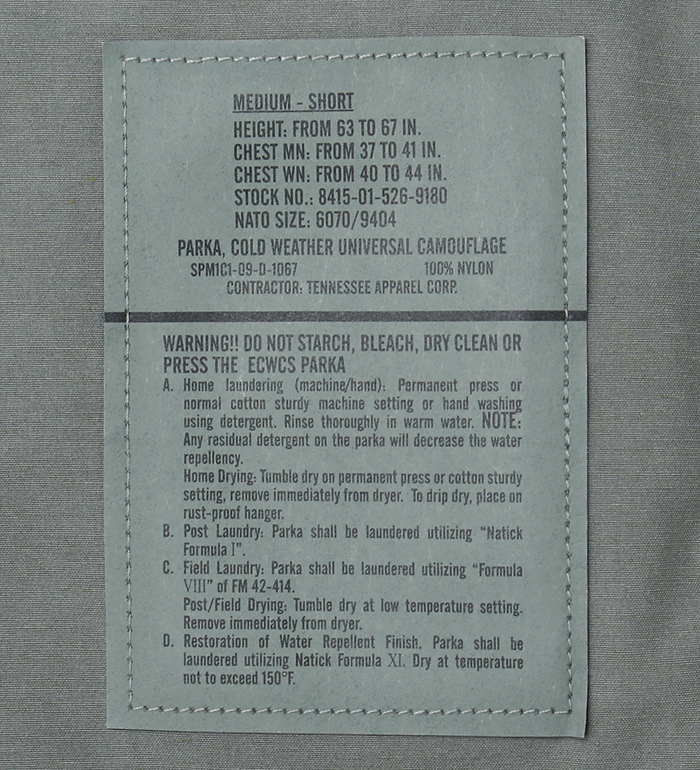 MEDIUM - SHORT
HEIGHT: FROM 63 TO 67 IN.
CHEST MN: FROM 37 TO 41 IN.
CHEST WN: FROM 40 TO 44 IN.
STOCK NO.: 8415-01-526-9180
NATO SIZE: 6070/9404
PARKA, COLD WEATHER UNIVERSAL CAMOUFLAGE
SPM1C1-09-D-1067 100% NYLON
CONTRACTOR: TENNESSEE APPAREL CORP.
WARNING!! DO NOT STARCH, BLEACH, DRY CLEAN OR
PRESS THE ECWCS PARKA
A. Home laundering (machine/hand): Permanent press or
normal cotton sturdy machine setting or hand washing
using detergent. Rinse thoroughly in warm water. NOTE:
Any residual detergent on the parka will decrease the water
repellency.
Home Drying: Tumble dry on permanent press or cotton sturdy
setting, remove immediately from dryer. To drip dry, place on
rust-proof hanger.
B. Post Laundry: Parka shall be laundered utilizing “Natick
Formula I”.
C. Field Laundry: Parka shall be laundered utilizing “Formula
VIII” of FM 42-414.
Post/Field Drying: Tumble dry at low temperature setting.
Remove immediately from dryer.
D. Restoration of Water Repellent Finish. Parka shall be
laundered utilizing Natick Formula XI. Dry at temperature
not to exceed 150°F.